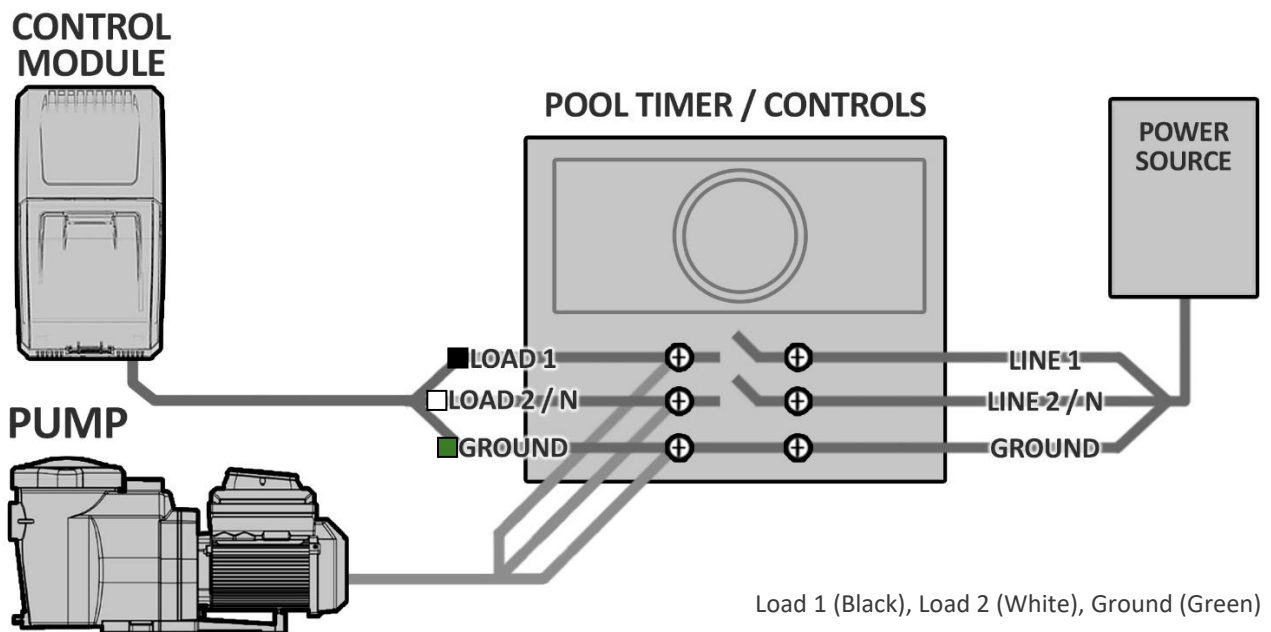 CONTROL
MODULE
POOL TIMER / CONTROLS
POWER
SOURCE
LOAD 1
LINE 1
LOAD 2 / N
LINE 2 / N
GROUND
GROUND
PUMP
Load 1 (Black), Load 2 (White), Ground (Green)